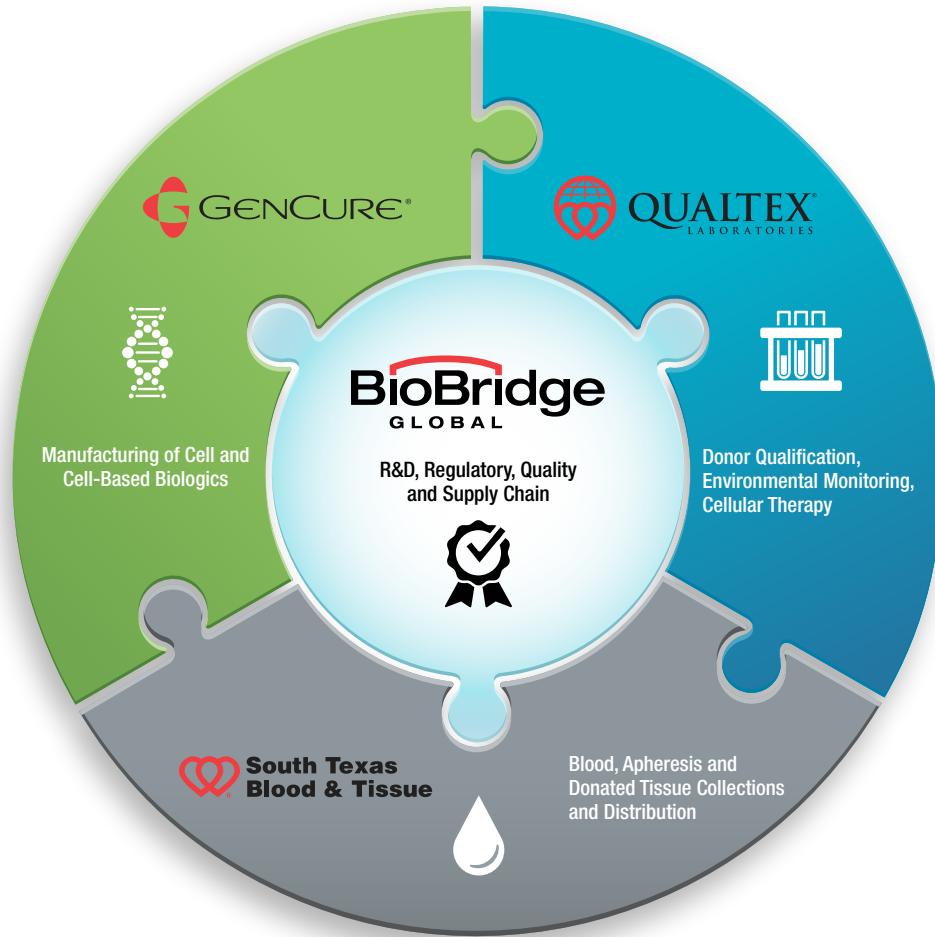 GENCURE®
QUALTEX®
LABORATORIES
BioBridge
GLOBAL
R&D, Regulatory, Quality
and Supply Chain
Manufacturing of Cell and
Cell-Based Biologics
Donor Qualification,
Environmental Monitoring,
Cellular Therapy
South Texas
Blood & Tissue
Blood, Apheresis and
Donated Tissue Collections
and Distribution